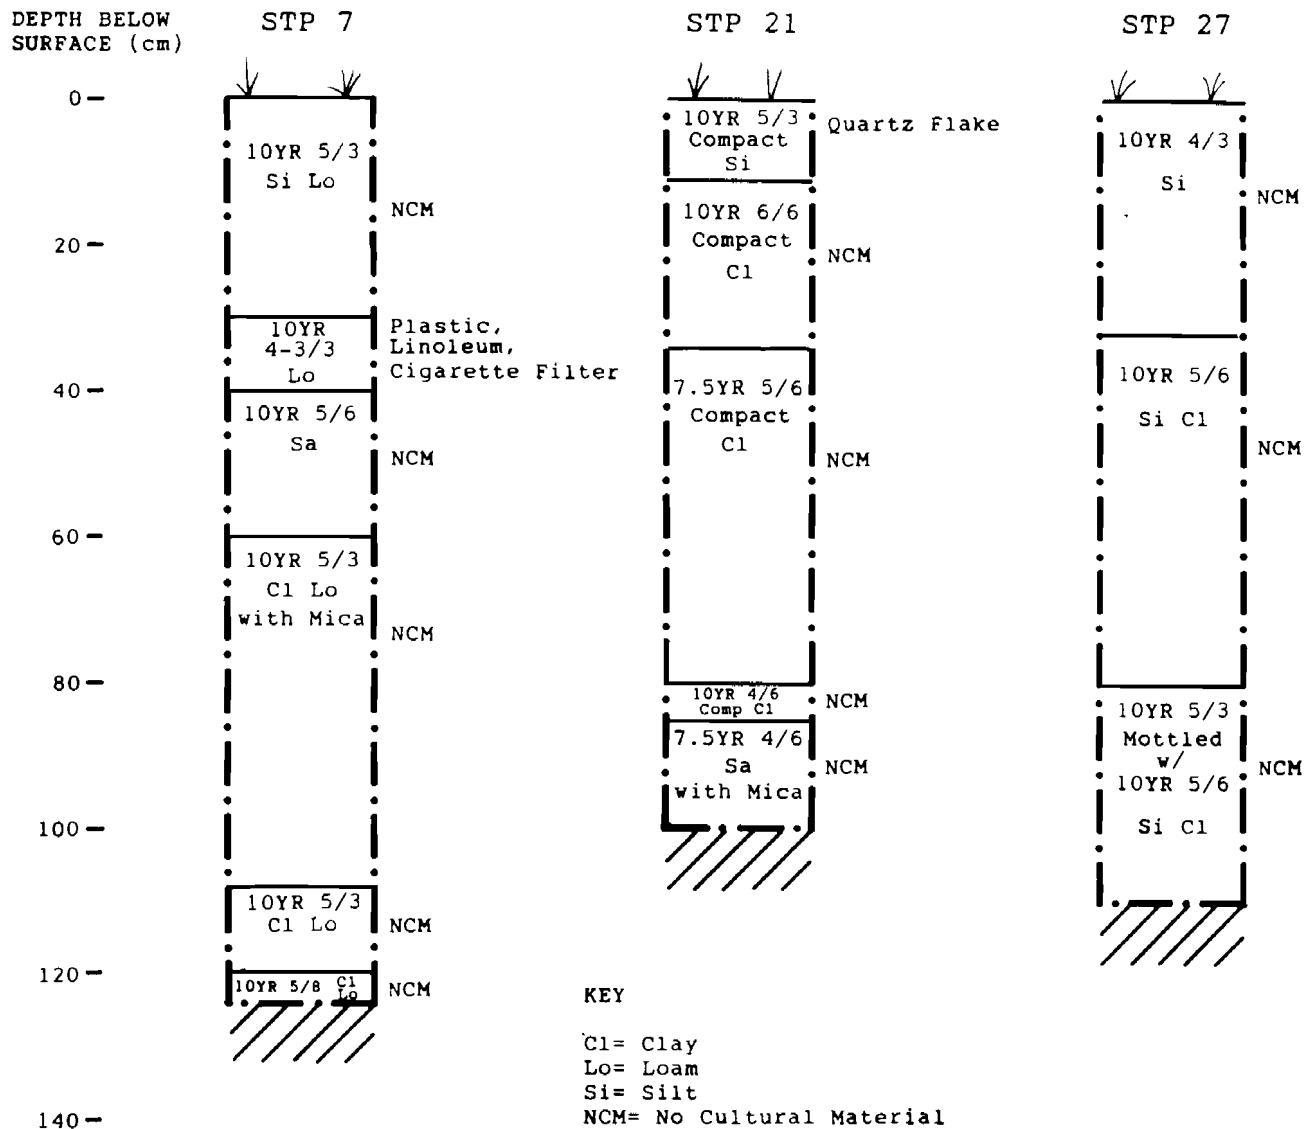 DEPTH BELOW
SURFACE (cm)
0
20
40
60
80
100
120
140
STP 7
10YR 5/3
Si Lo
NCM
10YR
4-3/3
Lo
Plastic,
Linoleum,
Cigarette Filter
10YR 5/6
Sa
NCM
10YR 5/3
Cl Lo
with Mica
NCM
10YR 5/3
Cl Lo
NCM
10YR 5/8 Cl
Lo
NCM
STP 21
10YR 5/3
Compact
Si
Quartz Flake
10YR 6/6
Compact
Cl
NCM
7.5YR 5/6
Compact
Cl
NCM
10YR 4/6
Comp Cl
NCM
7.5YR 4/6
Sa
with Mica
NCM
STP 27
10YR 4/3
Si
NCM
10YR 5/6
Si Cl
NCM
10YR 5/3
Mottled
w/
10YR 5/6
Si Cl
NCM
KEY
Cl= Clay
Lo= Loam
Si= Silt
NCM= No Cultural Material